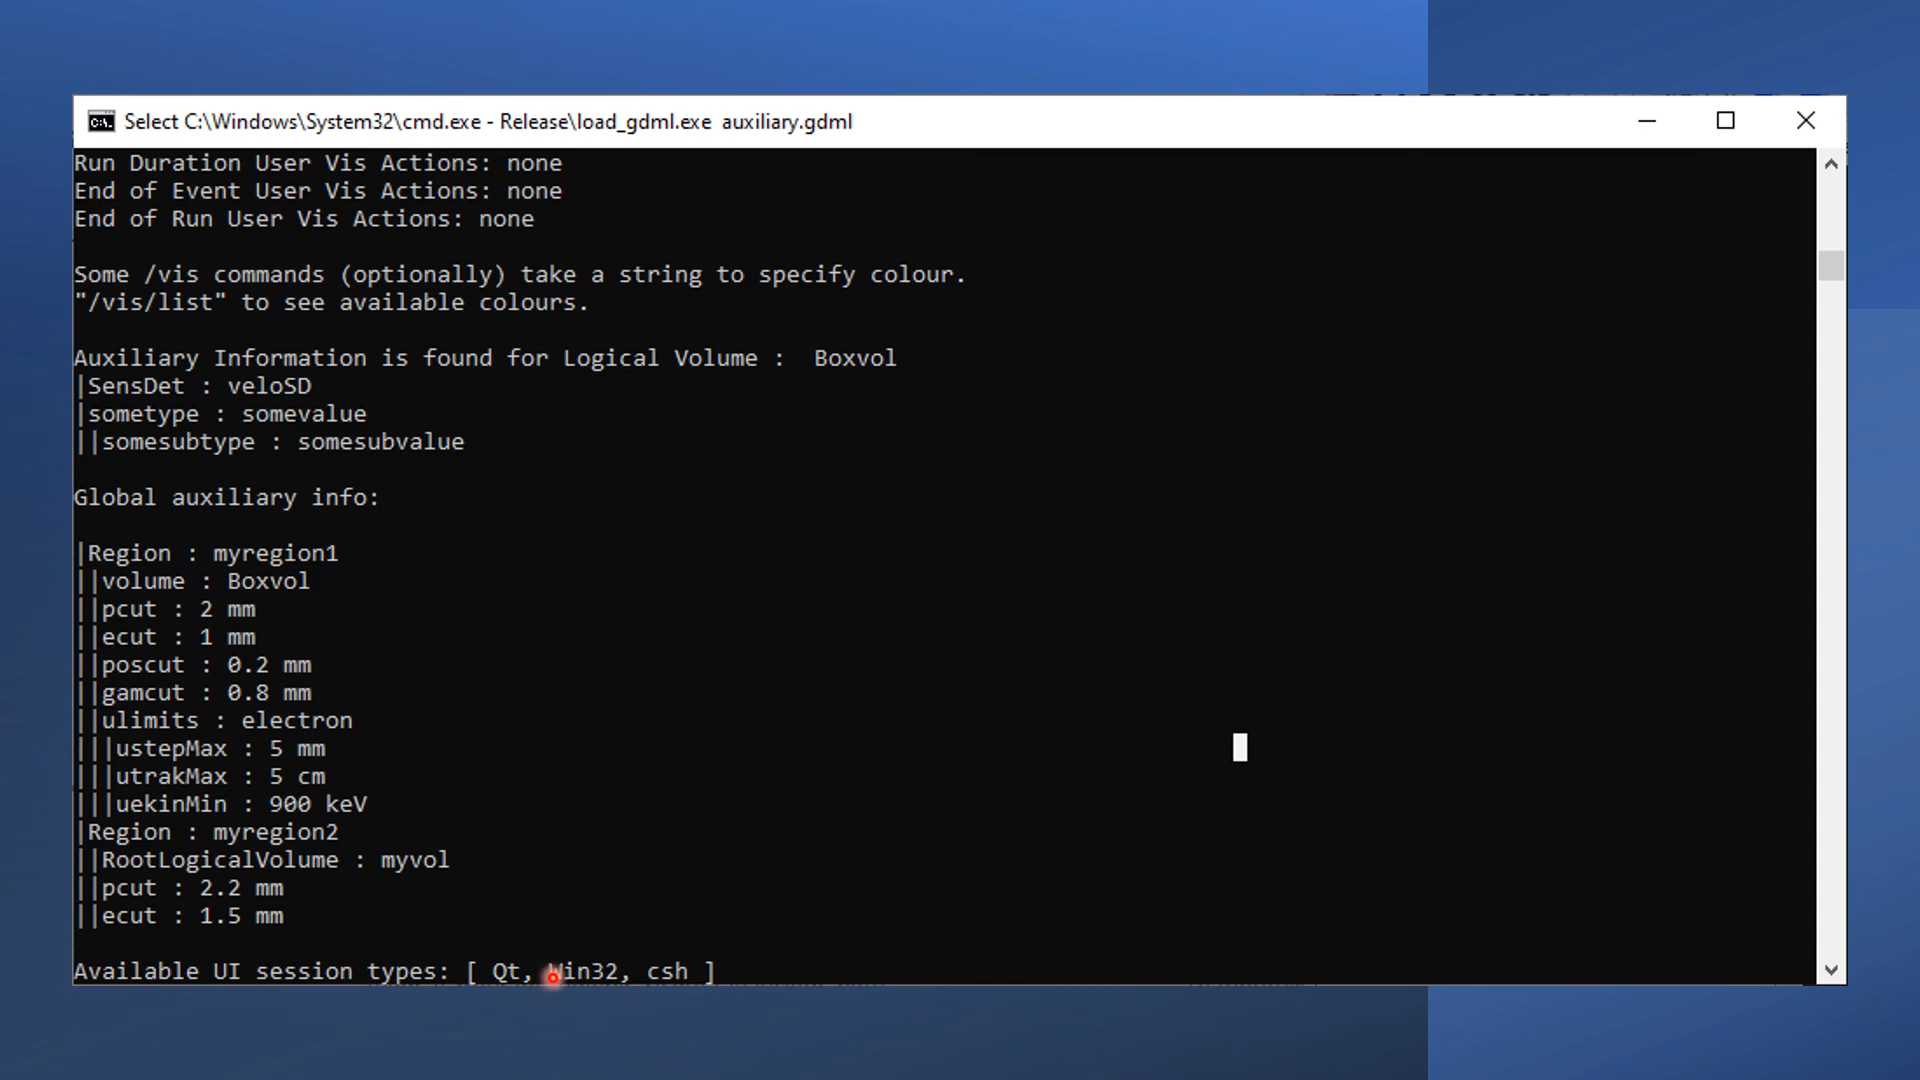 Select C:\Windows\System32\cmd.exe - Release\load_gdml.exe  auxiliary.gdml
Run Duration User Vis Actions: none
End of Event User Vis Actions: none
End of Run User Vis Actions: none
Some /vis commands (optionally) take a string to specify colour.
"/vis/list" to see available colours.
Auxiliary Information is found for Logical Volume :  Boxvol
|SensDet : veloSD
|sometype : somevalue
||somesubtype : somesubvalue
Global auxiliary info:
|Region : myregion1
||volume : Boxvol
||pcut : 2 mm
||ecut : 1 mm
||poscut : 0.2 mm
||gamcut : 0.8 mm
||ulimits : electron
|||ustepMax : 5 mm
|||utrakMax : 5 cm
|||uekinMin : 900 keV
|Region : myregion2
||RootLogicalVolume : myvol
||pcut : 2.2 mm
||ecut : 1.5 mm
Available UI session types: [ Qt, Win32, csh ]